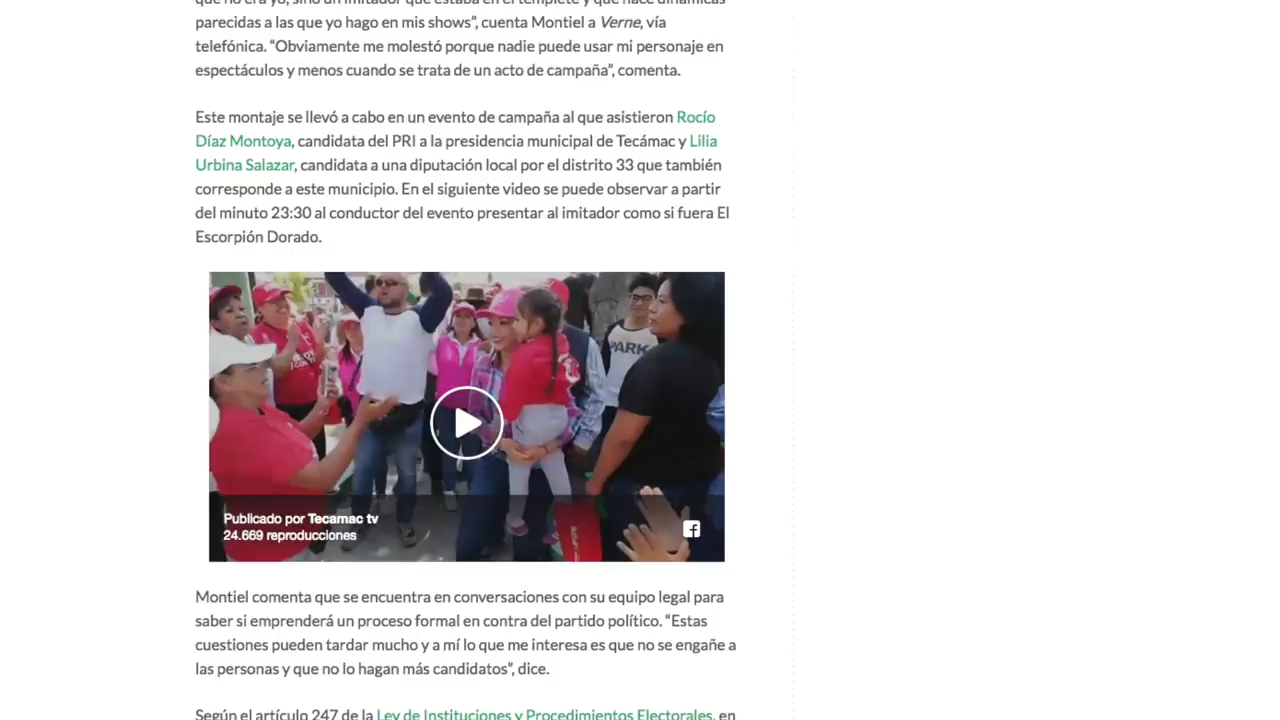 que no era yo, sino un imitador que estaba en el templete y que hace dinámicas
parecidas a las que yo hago en mis shows”, cuenta Montiel a Verne, vía
telefónica. “Obviamente me molestó porque nadie puede usar mi personaje en
espectáculos y menos cuando se trata de un acto de campaña”, comenta.
Este montaje se llevó a cabo en un evento de campaña al que asistieron Rocío
Díaz Montoya, candidata del PRI a la presidencia municipal de Tecámac y Lilia
Urbina Salazar, candidata a una diputación local por el distrito 33 que también
corresponde a este municipio. En el siguiente video se puede observar a partir
del minuto 23:30 al conductor del evento presentar al imitador como si fuera El
Escorpión Dorado.
PARK
Publicado por Tecamac tv
24.669 reproducciones
Montiel comenta que se encuentra en conversaciones con su equipo legal para
saber si emprenderá un proceso formal en contra del partido político. “Estas
cuestiones pueden tardar mucho y a mí lo que me interesa es que no se engañe a
las personas y que no lo hagan más candidatos”, dice.
Según el artículo 247 de la Ley de Instituciones y Procedimientos Electorales, en